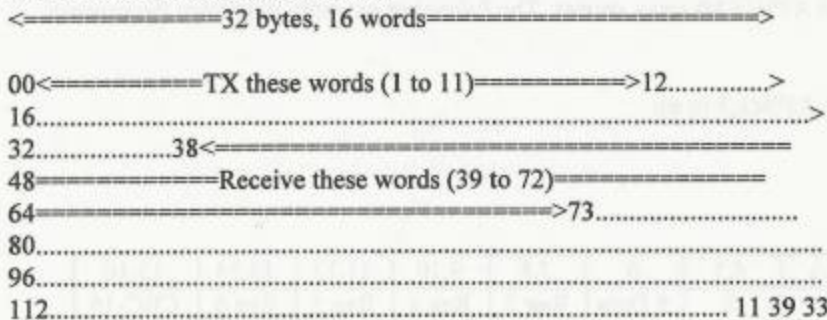 <============32 bytes, 16 words===================>
00<==========TX these words (1 to 11)==========>12..............>
16..................................................................................>
32.................38<==================================
48===========Receive these words (39 to 72)=============
64================================>73...........................
80...................................................................................
96...................................................................................
112......................................................................... 11 39 33